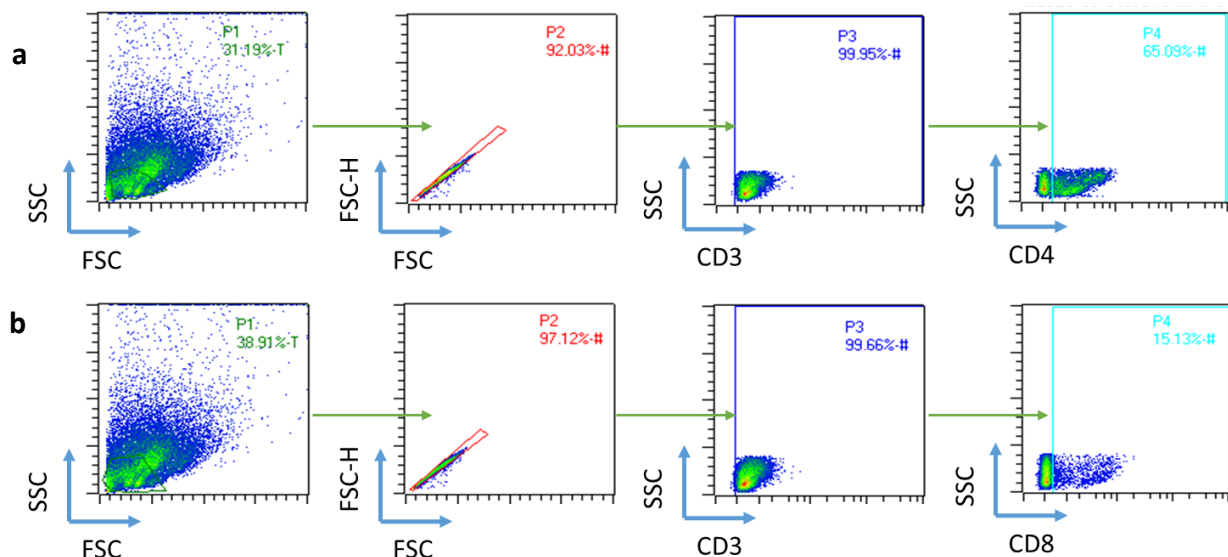 a
P1
31.19%-T
SSC
FSC
P2
92.03%-#
FSC-H
FSC
P3
99.95%-#
SSC
CD3
P4
65.09%-#
SSC
CD4
b
P1
38.91%-T
SSC
FSC
P2
97.12%-#
FSC-H
FSC
P3
99.66%-#
SSC
CD3
P4
15.13%-#
SSC
CD8